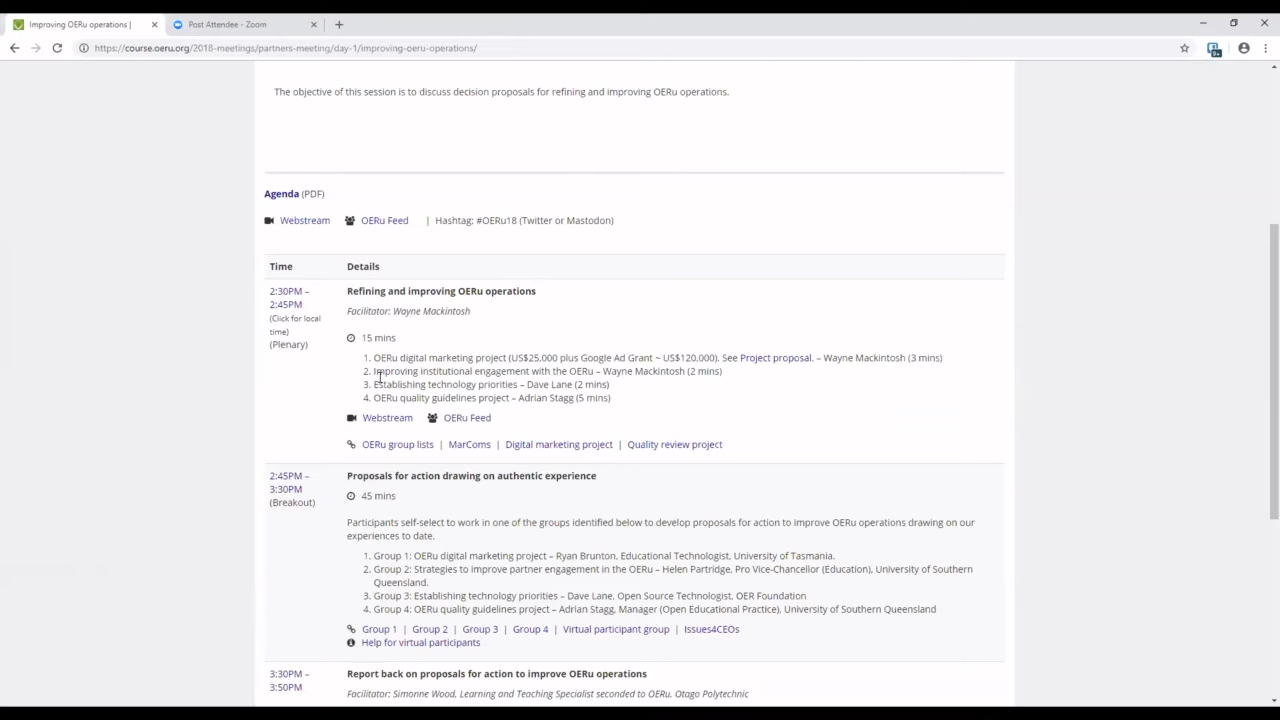 Improving OERu operations |
Post Attendee - Zoom
https://course.oeru.org/2018-meetings/partners-meeting/day-1/improving-oeru-operations/
The objective of this session is to discuss decision proposals for refining and improving OERu operations.
Agenda (PDF)
Webstream OERu Feed | Hashtag: #OERu18 (Twitter or Mastodon)
Time Details
2:30PM –
2:45PM
(Click for local
time)
(Plenary)
Refining and improving OERu operations
Facilitator: Wayne Mackintosh
15 mins
1. OERu digital marketing project (US$25,000 plus Google Ad Grant ~ US$120,000). See Project proposal. – Wayne Mackintosh (3 mins)
2. Improving institutional engagement with the OERu – Wayne Mackintosh (2 mins)
3. Establishing technology priorities – Dave Lane (2 mins)
4. OERu quality guidelines project – Adrian Stagg (5 mins)
Webstream OERu Feed
OERu group lists | MarComs | Digital marketing project | Quality review project
2:45PM –
3:30PM
(Breakout)
Proposals for action drawing on authentic experience
45 mins
Participants self-select to work in one of the groups identified below to develop proposals for action to improve OERu operations drawing on our
experiences to date.
1. Group 1: OERu digital marketing project – Ryan Brunton, Educational Technologist, University of Tasmania.
2. Group 2: Strategies to improve partner engagement in the OERu – Helen Partridge, Pro Vice-Chancellor (Education), University of Southern
Queensland.
3. Group 3: Establishing technology priorities – Dave Lane, Open Source Technologist, OER Foundation
4. Group 4: OERu quality guidelines project – Adrian Stagg, Manager (Open Educational Practice), University of Southern Queensland
Group 1 | Group 2 | Group 3 | Group 4 | Virtual participant group | Issues4CEOs
Help for virtual participants
3:30PM –
3:50PM
Report back on proposals for action to improve OERu operations
Facilitator: Simonne Wood, Learning and Teaching Specialist seconded to OERu, Otago Polytechnic